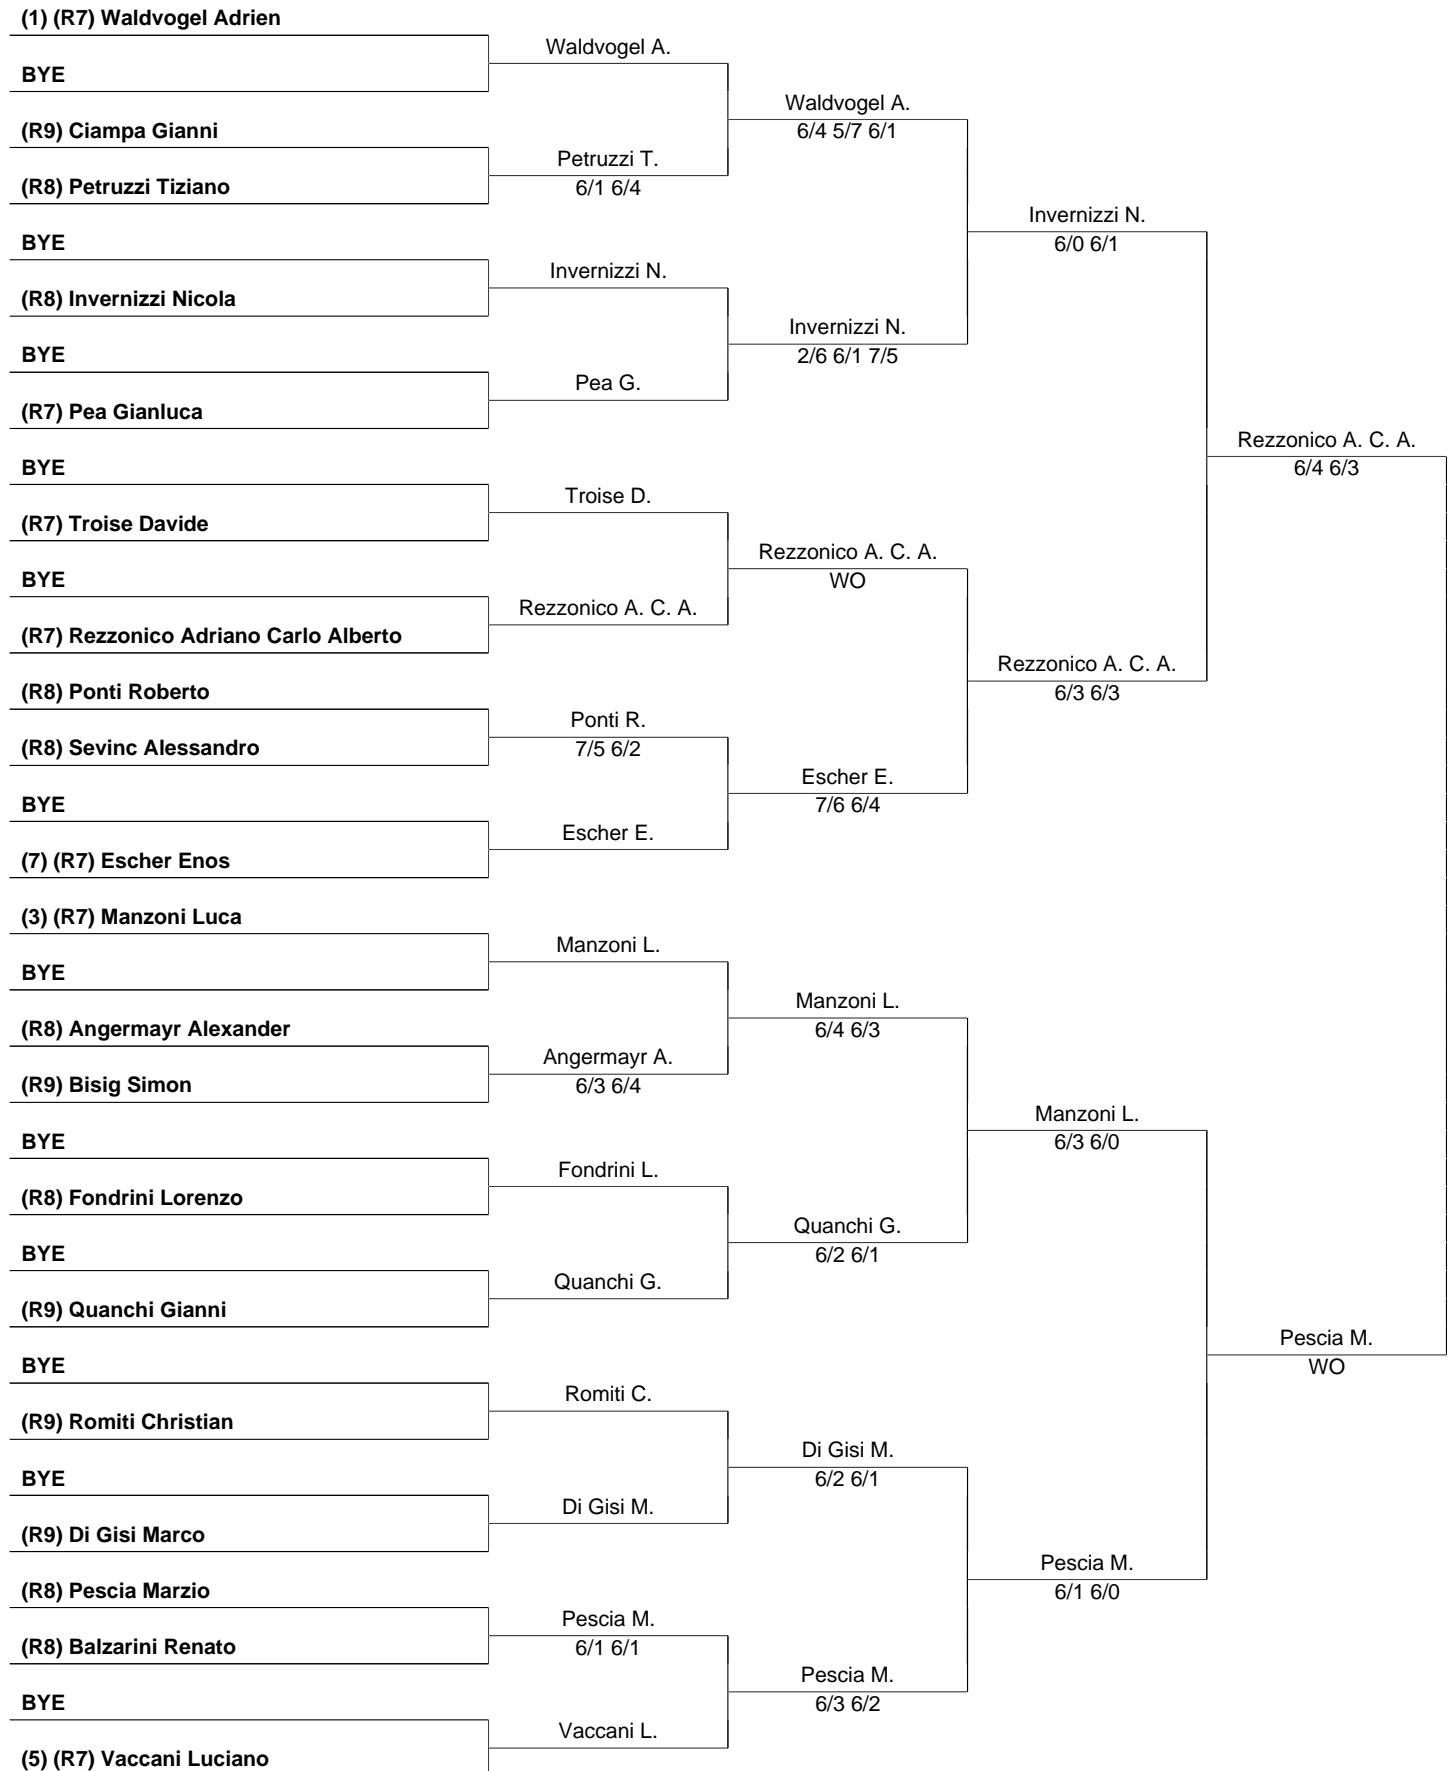 (1) (R7) Waldvogel Adrien
Waldvogel A.
BYE
Waldvogel A.
6/4 5/7 6/1
(R9) Ciampa Gianni
Petruzzi T.
6/1 6/4
(R8) Petruzzi Tiziano
Invernizzi N.
6/0 6/1
BYE
Invernizzi N.
(R8) Invernizzi Nicola
Invernizzi N.
2/6 6/1 7/5
BYE
Pea G.
(R7) Pea Gianluca
Rezzonico A. C. A.
6/4 6/3
BYE
Troise D.
(R7) Troise Davide
Rezzonico A. C. A.
WO
BYE
Rezzonico A. C. A.
(R7) Rezzonico Adriano Carlo Alberto
Rezzonico A. C. A.
6/3 6/3
(R8) Ponti Roberto
Ponti R.
7/5 6/2
(R8) Sevinc Alessandro
Escher E.
7/6 6/4
BYE
Escher E.
(7) (R7) Escher Enos
(3) (R7) Manzoni Luca
Manzoni L.
BYE
Manzoni L.
6/4 6/3
(R8) Angermayr Alexander
Angermayr A.
6/3 6/4
(R9) Bisig Simon
Manzoni L.
6/3 6/0
BYE
Fondrini L.
(R8) Fondrini Lorenzo
Quanchi G.
6/2 6/1
BYE
Quanchi G.
(R9) Quanchi Gianni
Pescia M.
WO
BYE
Romiti C.
(R9) Romiti Christian
Di Gisi M.
6/2 6/1
BYE
Di Gisi M.
(R9) Di Gisi Marco
Pescia M.
6/1 6/0
(R8) Pescia Marzio
Pescia M.
6/1 6/1
(R8) Balzarini Renato
Pescia M.
6/3 6/2
BYE
Vaccani L.
(5) (R7) Vaccani Luciano